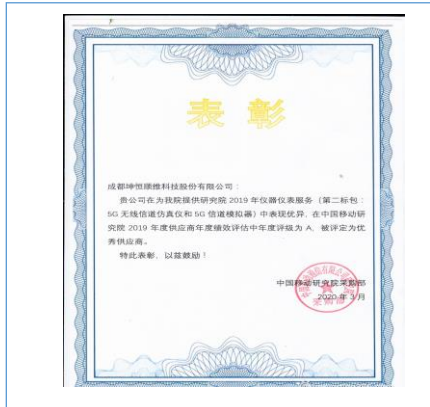 表彰
成都坤恒顺维科技股份有限公司：
贵公司在为我院提供研究院 2019 年仪器仪表服务（第二标包：
5G 无线信道仿真仪和 5G 信道模拟器）中表现优异，在中国移动研
究院 2019 年度供应商年度绩效评估中年度评级为 A，被评定为优
秀供应商。
特此表彰，以兹鼓励！
中国移动研究院采购部
2020 年 3 月